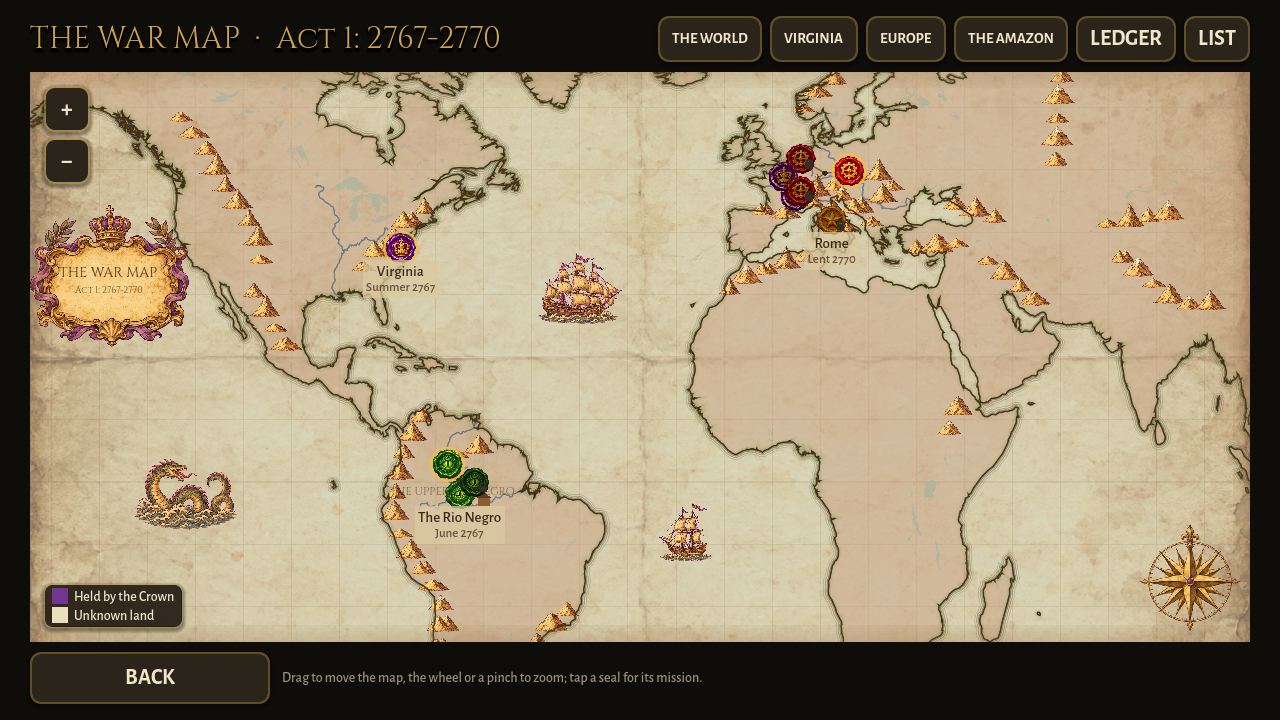 THE WAR MAP · ACT 1: 2767-2770
THE WORLD
VIRGINIA
EUROPE
THE AMAZON
LEDGER
LIST
+
−
THE WAR MAP
ACT 1: 2767-2770
Virginia
Summer 2767
Rome
Lent 2770
THE UPPER
The Rio Negro
June 2767
Held by the Crown
Unknown land
BACK
Drag to move the map, the wheel or a pinch to zoom; tap a seal for its mission.